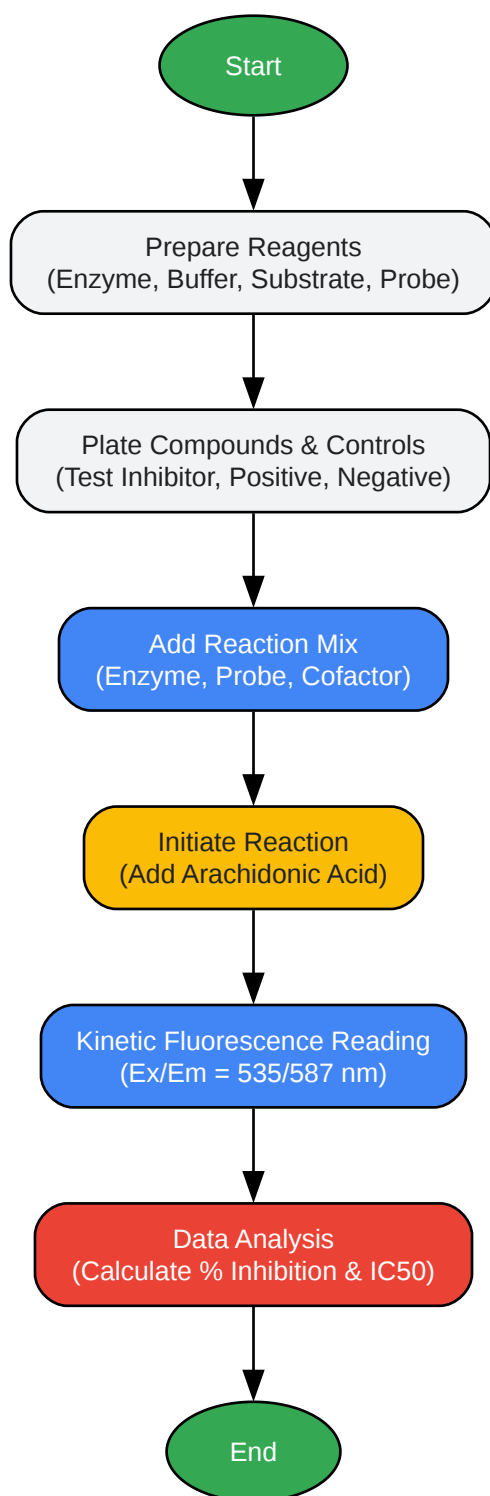 Start
Prepare Reagents
(Enzyme, Buffer, Substrate, Probe)
Plate Compounds & Controls
(Test Inhibitor, Positive, Negative)
Add Reaction Mix
(Enzyme, Probe, Cofactor)
Initiate Reaction
(Add Arachidonic Acid)
Kinetic Fluorescence Reading
(Ex/Em = 535/587 nm)
Data Analysis
(Calculate % Inhibition & IC50)
End